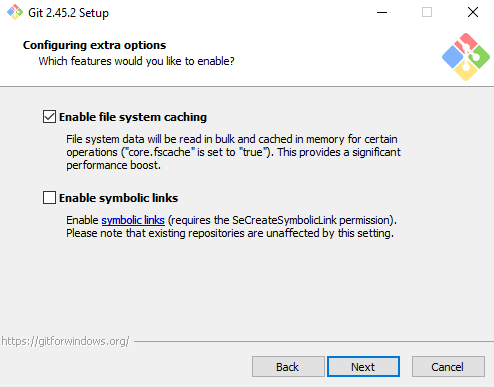 Git 2.45.2 Setup
Configuring extra options
Which features would you like to enable?
Enable file system caching
File system data will be read in bulk and cached in memory for certain
operations ("core.fscache" is set to "true"). This provides a significant
performance boost.
Enable symbolic links
Enable symbolic links (requires the SeCreateSymbolicLink permission).
Please note that existing repositories are unaffected by this setting.
https://gitforwindows.org/
Back
Next
Cancel